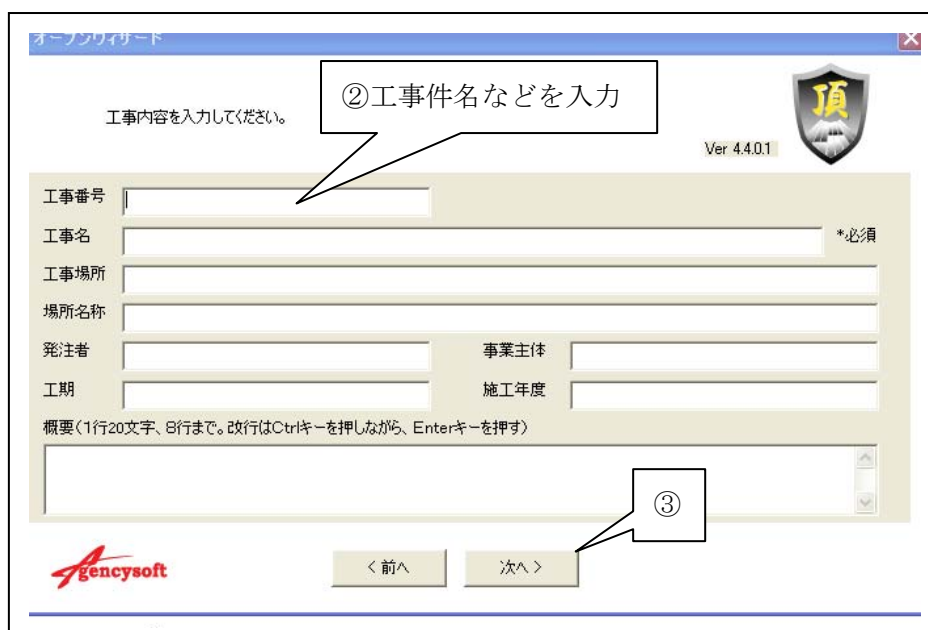 オープンウィザード
②工事件名などを入力
工事内容を入力してください。
頂
Ver 4.4.0.1
工事番号
工事名 *必須
工事場所
場所名称
発注者 事業主体
工期 施工年度
概要(1行20文字、8行まで。改行はCtrlキーを押しながら、Enterキーを押す)
③
Agencysoft
< 前へ 次へ >